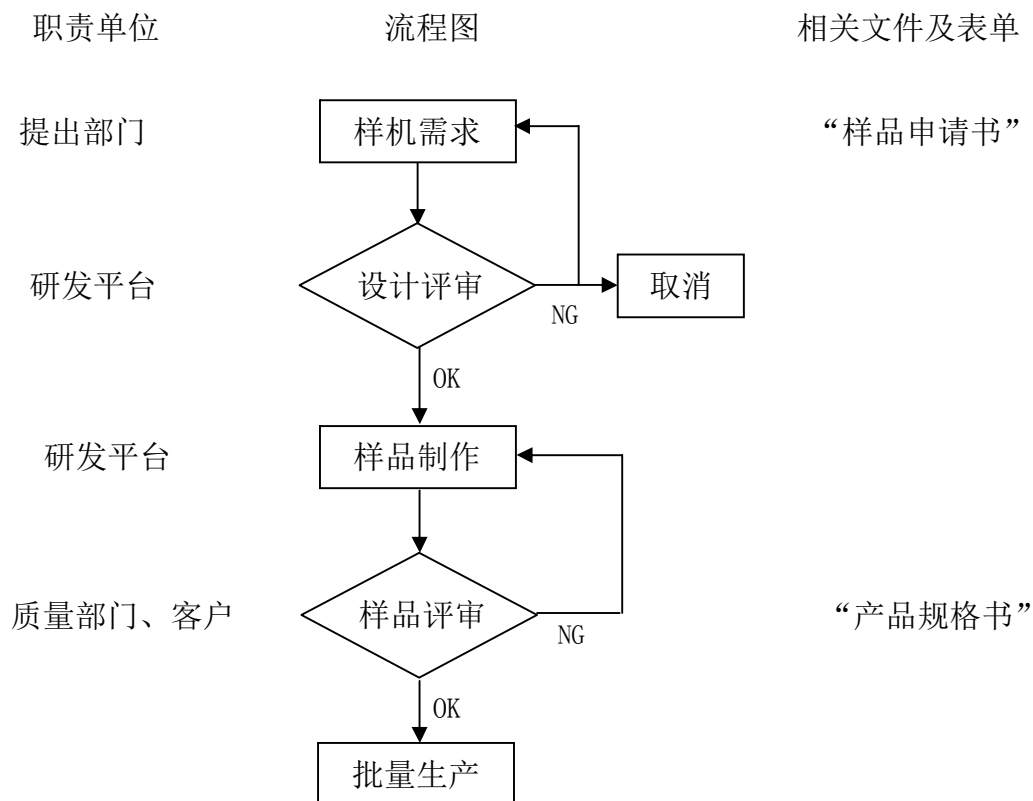 职责单位 流程图 相关文件及表单
提出部门 样机需求 “样品申请书”
研发平台 设计评审 取消
NG
OK
研发平台 样品制作
质量部门、客户 样品评审 “产品规格书”
NG
OK
批量生产